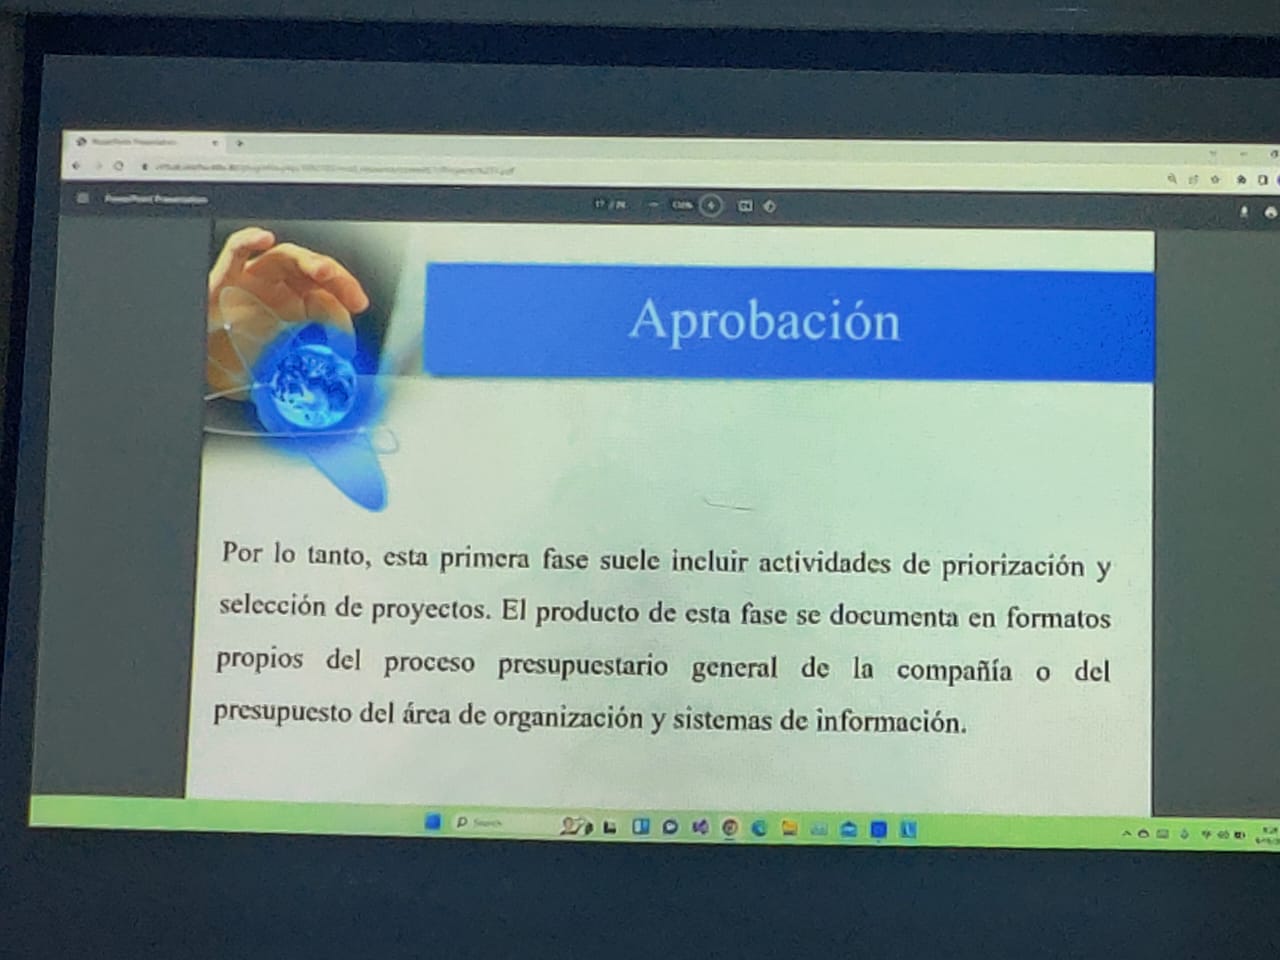 PowerPoint Presentation
PowerPoint Presentation
Aprobación
Por lo tanto, esta primera fase suele incluir actividades de priorización y
selección de proyectos. El producto de esta fase se documenta en formatos
propios del proceso presupuestario general de la compañía o del
presupuesto del área de organización y sistemas de información.
Search